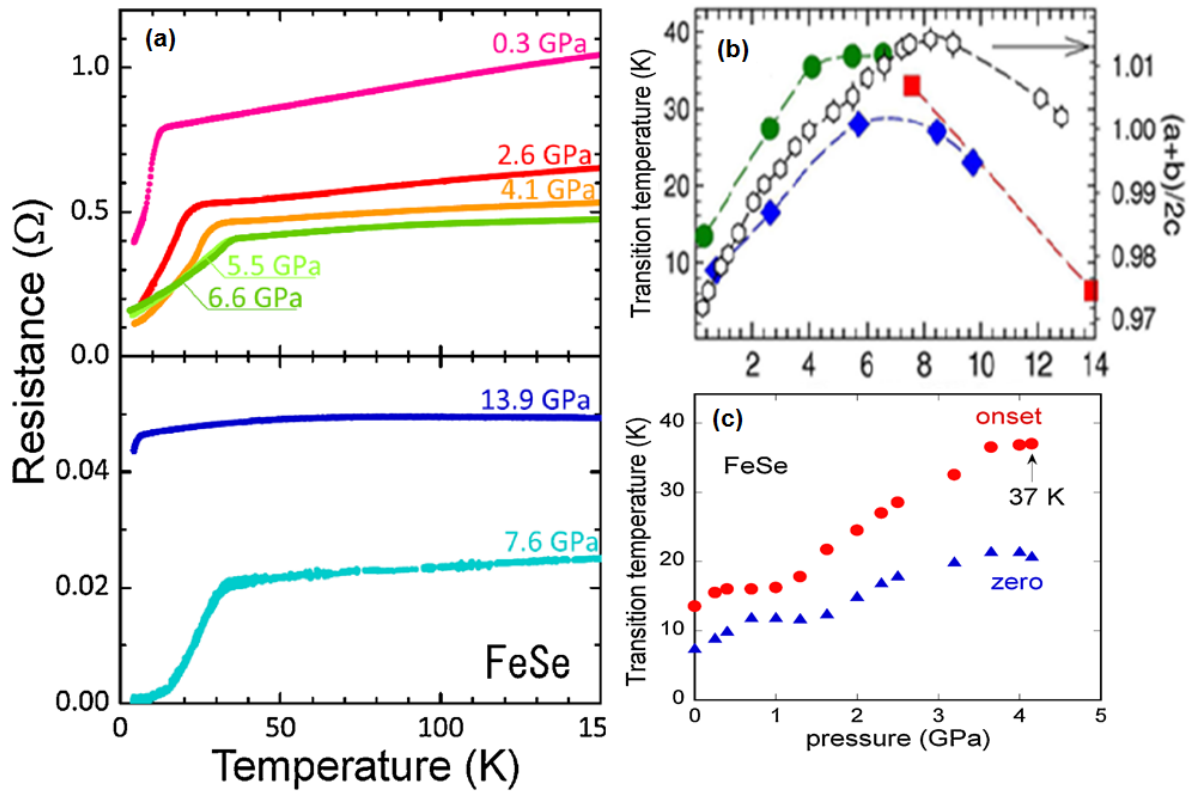 (a)
0.3 GPa
2.6 GPa
4.1 GPa
5.5 GPa
6.6 GPa
1.0
0.5
0.0
Resistance (Ω)
13.9 GPa
7.6 GPa
FeSe
0.04
0.02
0.00
0 50 100 150
Temperature (K)
(b)
Transition temperature (K)
40
30
20
10
1.01
1.00
0.99
0.98
0.97
(a+b)/2c
2 4 6 8 10 12 14
(c)
onset
FeSe
37 K
zero
Transition temperature (K)
40
30
20
10
0
0 1 2 3 4 5
pressure (GPa)